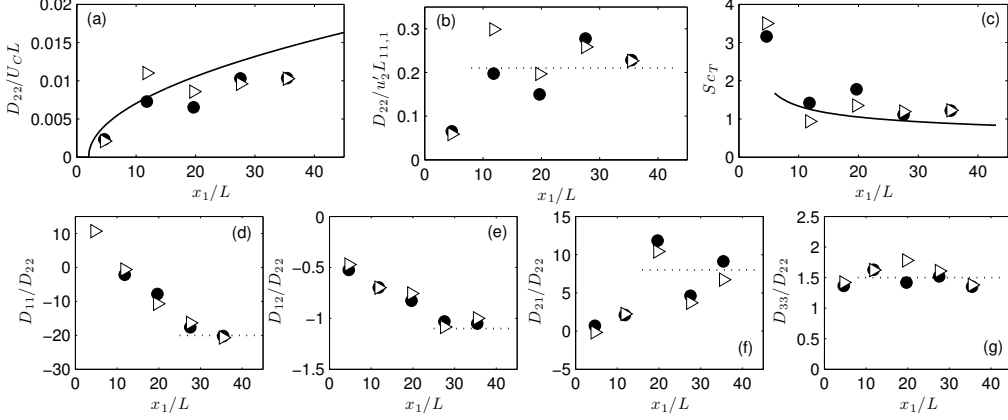 (a)
0.02
0.015
0.01
0.005
0
D₂₂/U_C L
0 10 20 30 40
x₁/L
(b)
0.3
0.2
0.1
0
D₂₂/u′₂L₁₁,₁
0 10 20 30 40
x₁/L
(c)
4
3
2
1
0
Sc_T
0 10 20 30 40
x₁/L
(d)
10
0
−10
−20
−30
D₁₁/D₂₂
0 10 20 30 40
x₁/L
(e)
0
−0.5
−1
−1.5
D₁₂/D₂₂
0 10 20 30 40
x₁/L
(f)
15
10
5
0
−5
D₂₁/D₂₂
0 10 20 30 40
x₁/L
(g)
2.5
2
1.5
1
0.5
0
D₃₃/D₂₂
0 10 20 30 40
x₁/L